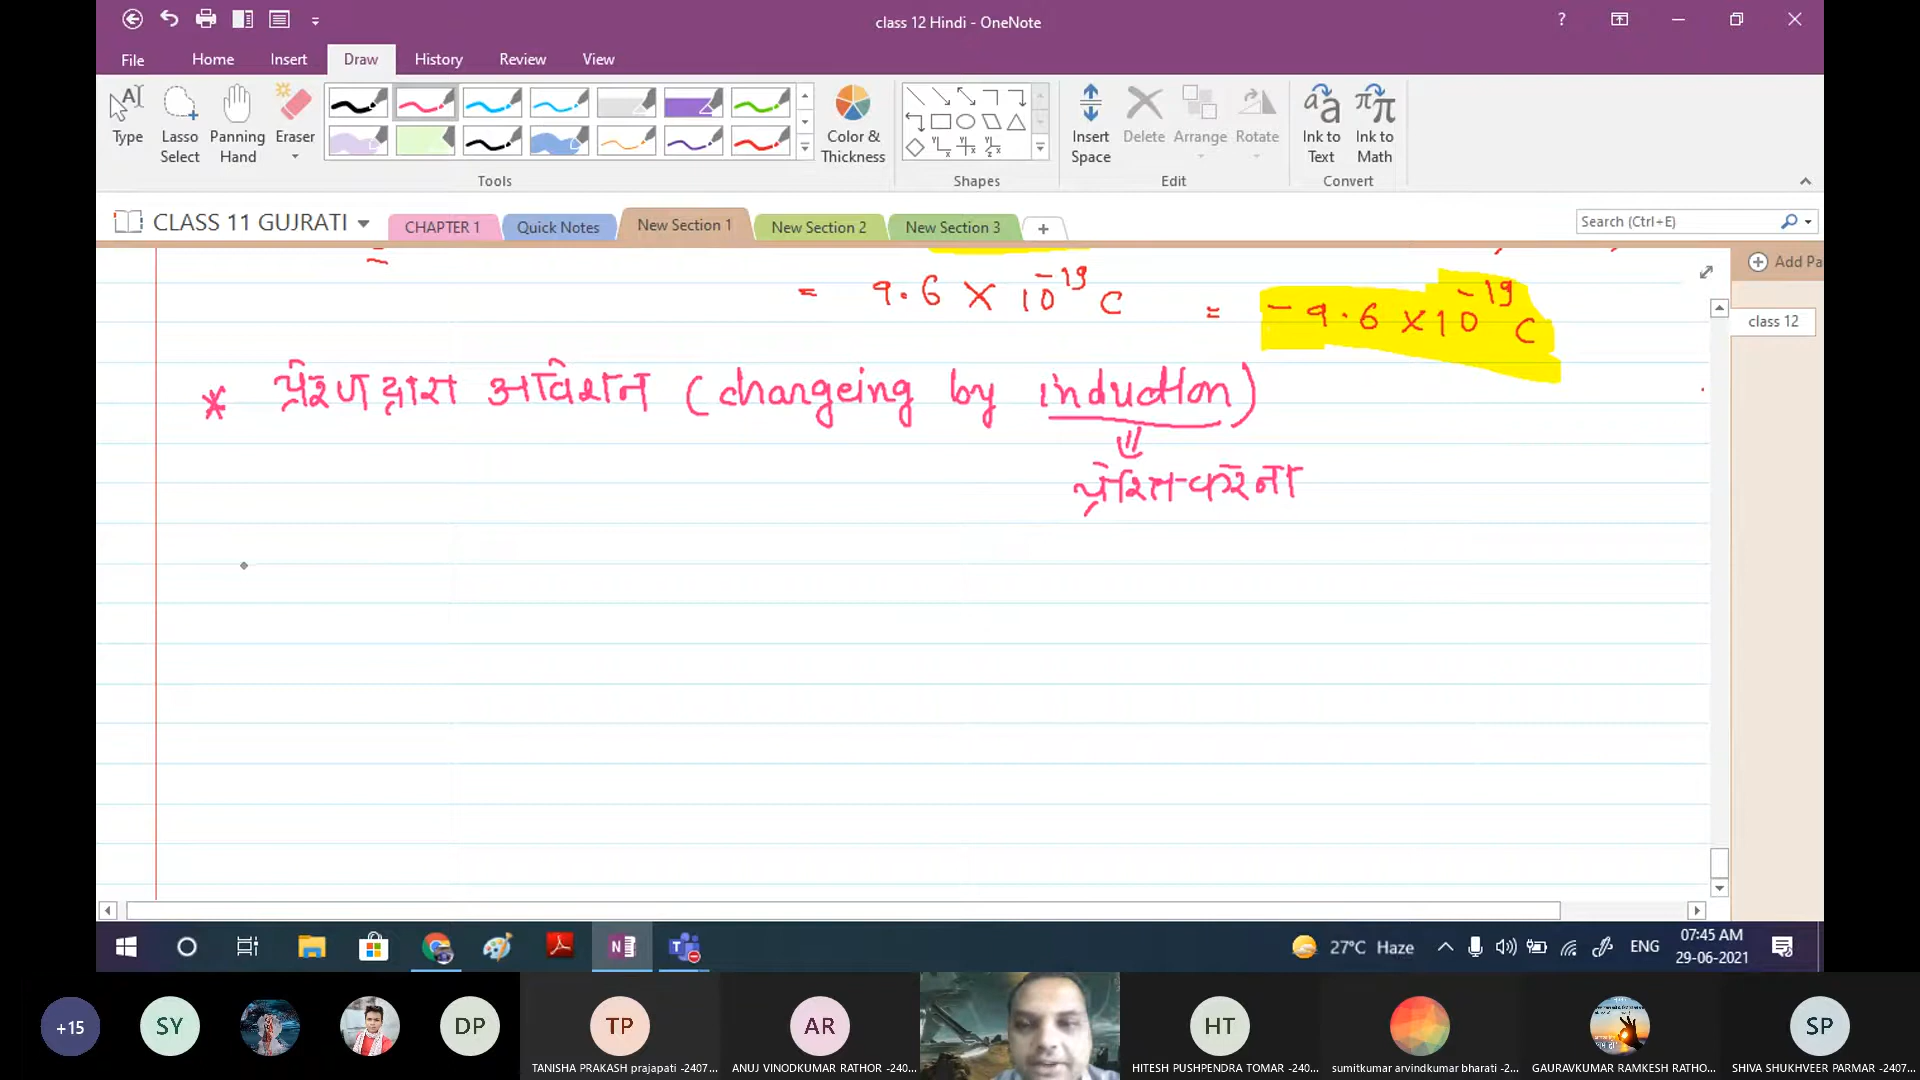 class 12 Hindi - OneNote
?
File Home Insert Draw History Review View
Type
Lasso Select
Panning Hand
Eraser
Color & Thickness
Insert Space
Delete
Arrange
Rotate
Ink to Text
Ink to Math
Tools
Shapes
Edit
Convert
CLASS 11 GUJRATI
CHAPTER 1
Quick Notes
New Section 1
New Section 2
New Section 3
Search (Ctrl+E)
Add Pa
class 12
= 9.6 × 10⁻¹⁹ C = -9.6 × 10⁻¹⁹ C
* प्रेरण द्वारा आवेशन (chargeing by induction)
प्रेरित करना
27°C Haze
ENG
07:45 AM
29-06-2021
+15
SY
DP
TP
AR
HT
SP
TANISHA PRAKASH prajapati -2407...
ANUJ VINODKUMAR RATHOR -240...
HITESH PUSHPENDRA TOMAR -240...
sumitkumar arvindkumar bharati -2...
GAURAVKUMAR RAMKESH RATHO...
SHIVA SHUKHVEER PARMAR -2407...